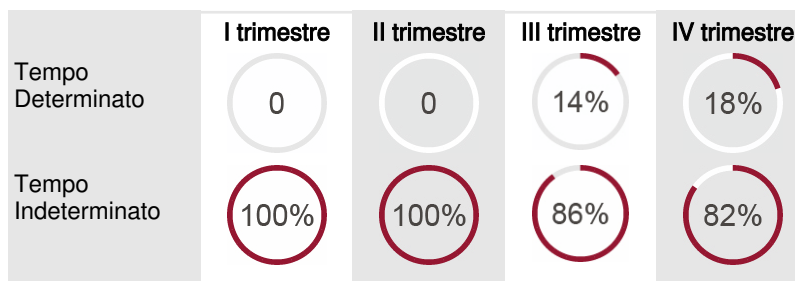 I trimestre II trimestre III trimestre IV trimestre
Tempo
Determinato
0 0 14% 18%
Tempo
Indeterminato
100% 100% 86% 82%